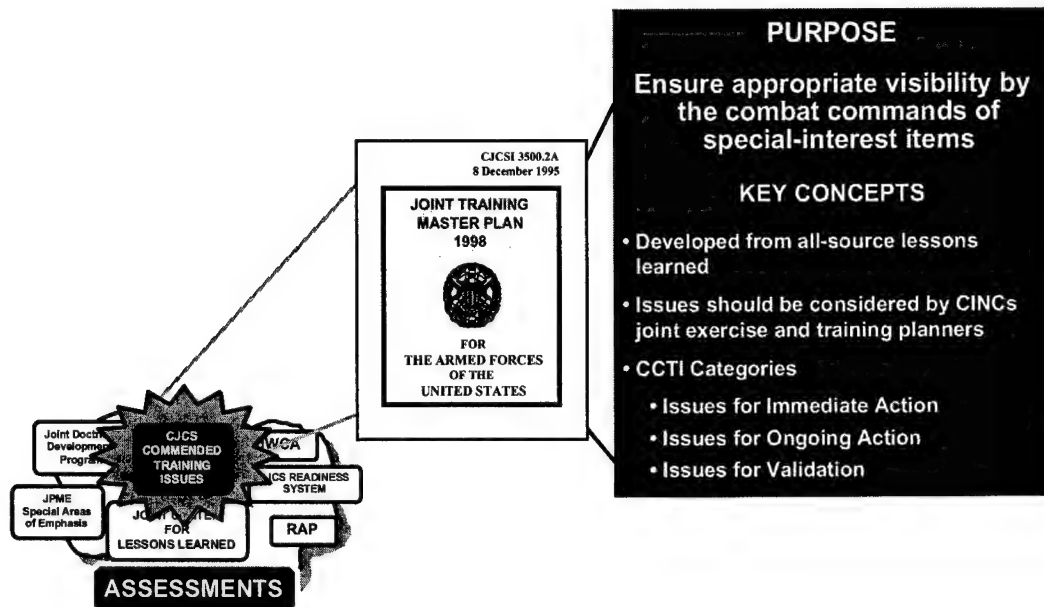 PURPOSE
Ensure appropriate visibility by
the combat commands of
special-interest items
KEY CONCEPTS
• Developed from all-source lessons
learned
• Issues should be considered by CINCs
joint exercise and training planners
• CCTI Categories
• Issues for Immediate Action
• Issues for Ongoing Action
• Issues for Validation
CJCSI 3500.2A
8 December 1995
JOINT TRAINING
MASTER PLAN
1998
FOR
THE ARMED FORCES
OF THE
UNITED STATES
CJCS
COMMENDED
TRAINING
ISSUES
Joint
Development
WCA
JCS READINESS
SYSTEM
JPME
Special Areas
of Emphasis
FOR
LESSONS LEARNED
RAP
ASSESSMENTS